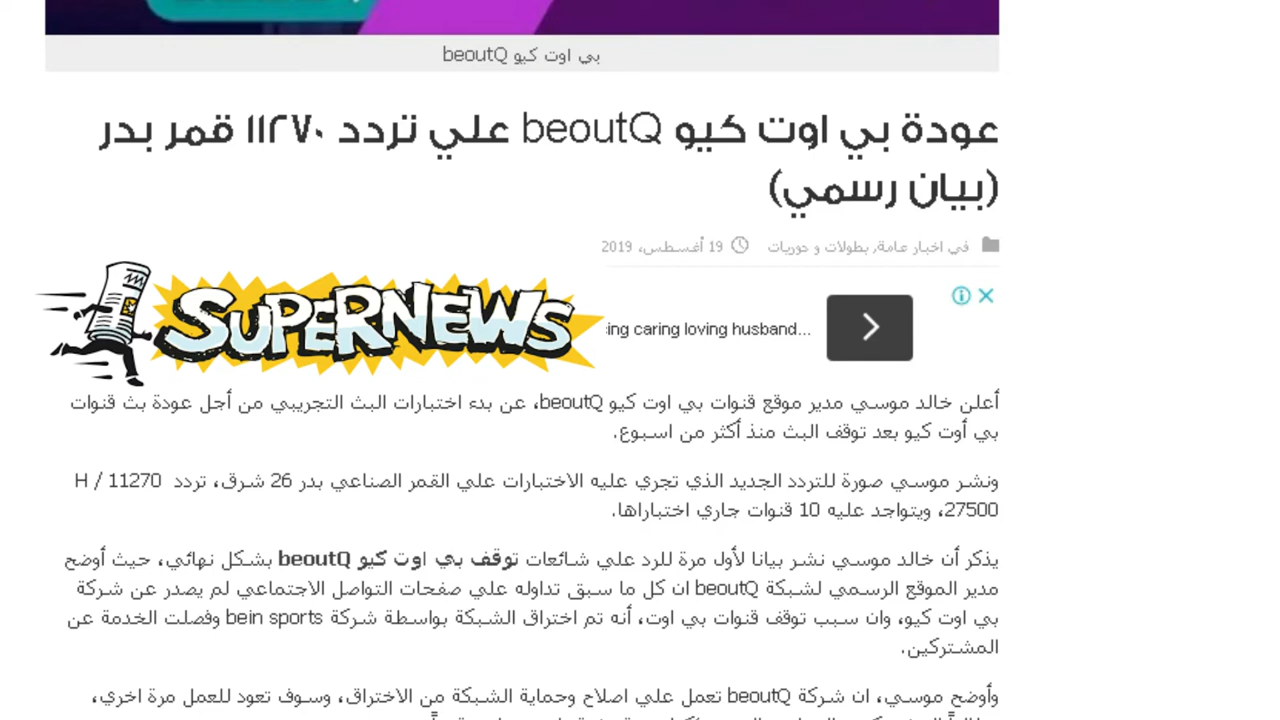 بي اوت كيو beoutQ
عودة بي اوت كيو beoutQ علي تردد ١١٢٧٠ قمر بدر
(بيان رسمي)
في اخبار عامة, بطولات و دوريات 19 أغسطس، 2019
SUPERNEWS
ing caring loving husband...
أعلن خالد موسي مدير موقع قنوات بي اوت كيو beoutQ، عن بدء اختبارات البث التجريبي من أجل عودة بث قنوات
بي أوت كيو بعد توقف البث منذ أكثر من اسبوع.
ونشر موسي صورة للتردد الجديد الذي تجري عليه الاختبارات علي القمر الصناعي بدر 26 شرق، تردد 11270 / H
27500، ويتواجد عليه 10 قنوات جاري اختباراها.
يذكر أن خالد موسي نشر بيانا لأول مرة للرد علي شائعات توقف بي اوت كيو beoutQ بشكل نهائي، حيث أوضح
مدير الموقع الرسمي لشبكة beoutQ ان كل ما سبق تداوله علي صفحات التواصل الاجتماعي لم يصدر عن شركة
بي اوت كيو، وان سبب توقف قنوات بي اوت، أنه تم اختراق الشبكة بواسطة شركة bein sports وفصلت الخدمة عن
المشتركين.
وأوضح موسي، ان شركة beoutQ تعمل علي اصلاح وحماية الشبكة من الاختراق، وسوف تعود للعمل مرة اخري،